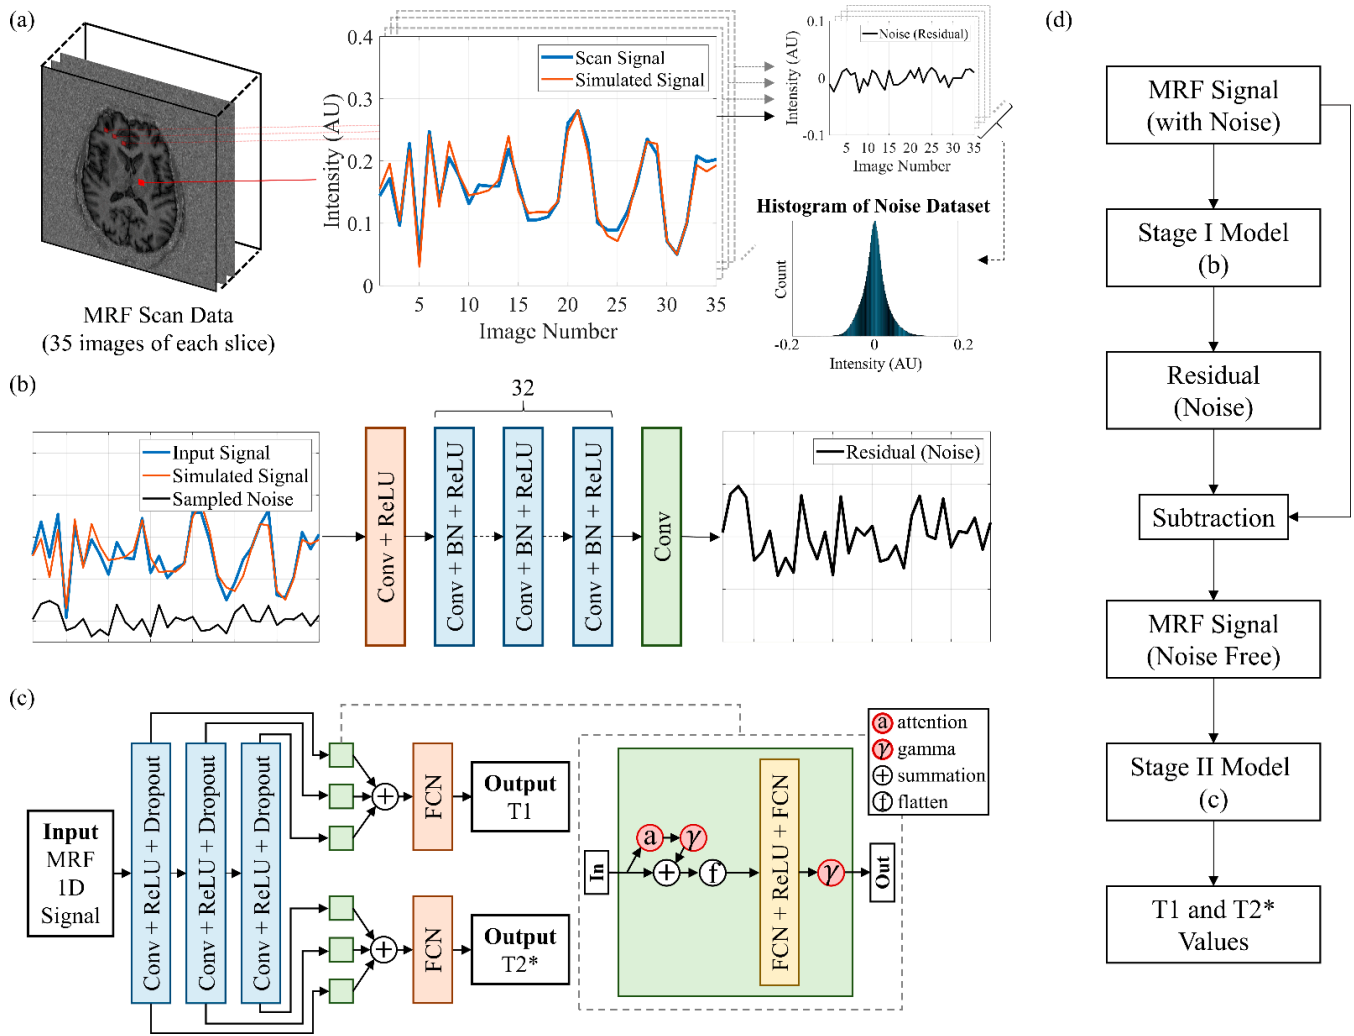 (a)
MRF Scan Data
(35 images of each slice)
0.4
0.3
0.2
0.1
0
Intensity (AU)
Scan Signal
Simulated Signal
5
10
15
20
25
30
35
Image Number
0.1
0
-0.1
Intensity (AU)
Noise (Residual)
5
10
15
20
25
30
35
Image Number
Histogram of Noise Dataset
Count
-0.2
0
0.2
Intensity (AU)
(b)
Input Signal
Simulated Signal
Sampled Noise
32
Conv + ReLU
Conv + BN + ReLU
Conv + BN + ReLU
Conv + BN + ReLU
Conv
Residual (Noise)
(c)
Input
MRF
1D
Signal
Conv + ReLU + Dropout
Conv + ReLU + Dropout
Conv + ReLU + Dropout
+
+
FCN
FCN
Output
T1
Output
T2*
a attention
γ gamma
+ summation
f flatten
In
a
γ
+
f
FCN + ReLU + FCN
γ
Out
(d)
MRF Signal
(with Noise)
Stage I Model
(b)
Residual
(Noise)
Subtraction
MRF Signal
(Noise Free)
Stage II Model
(c)
T1 and T2*
Values